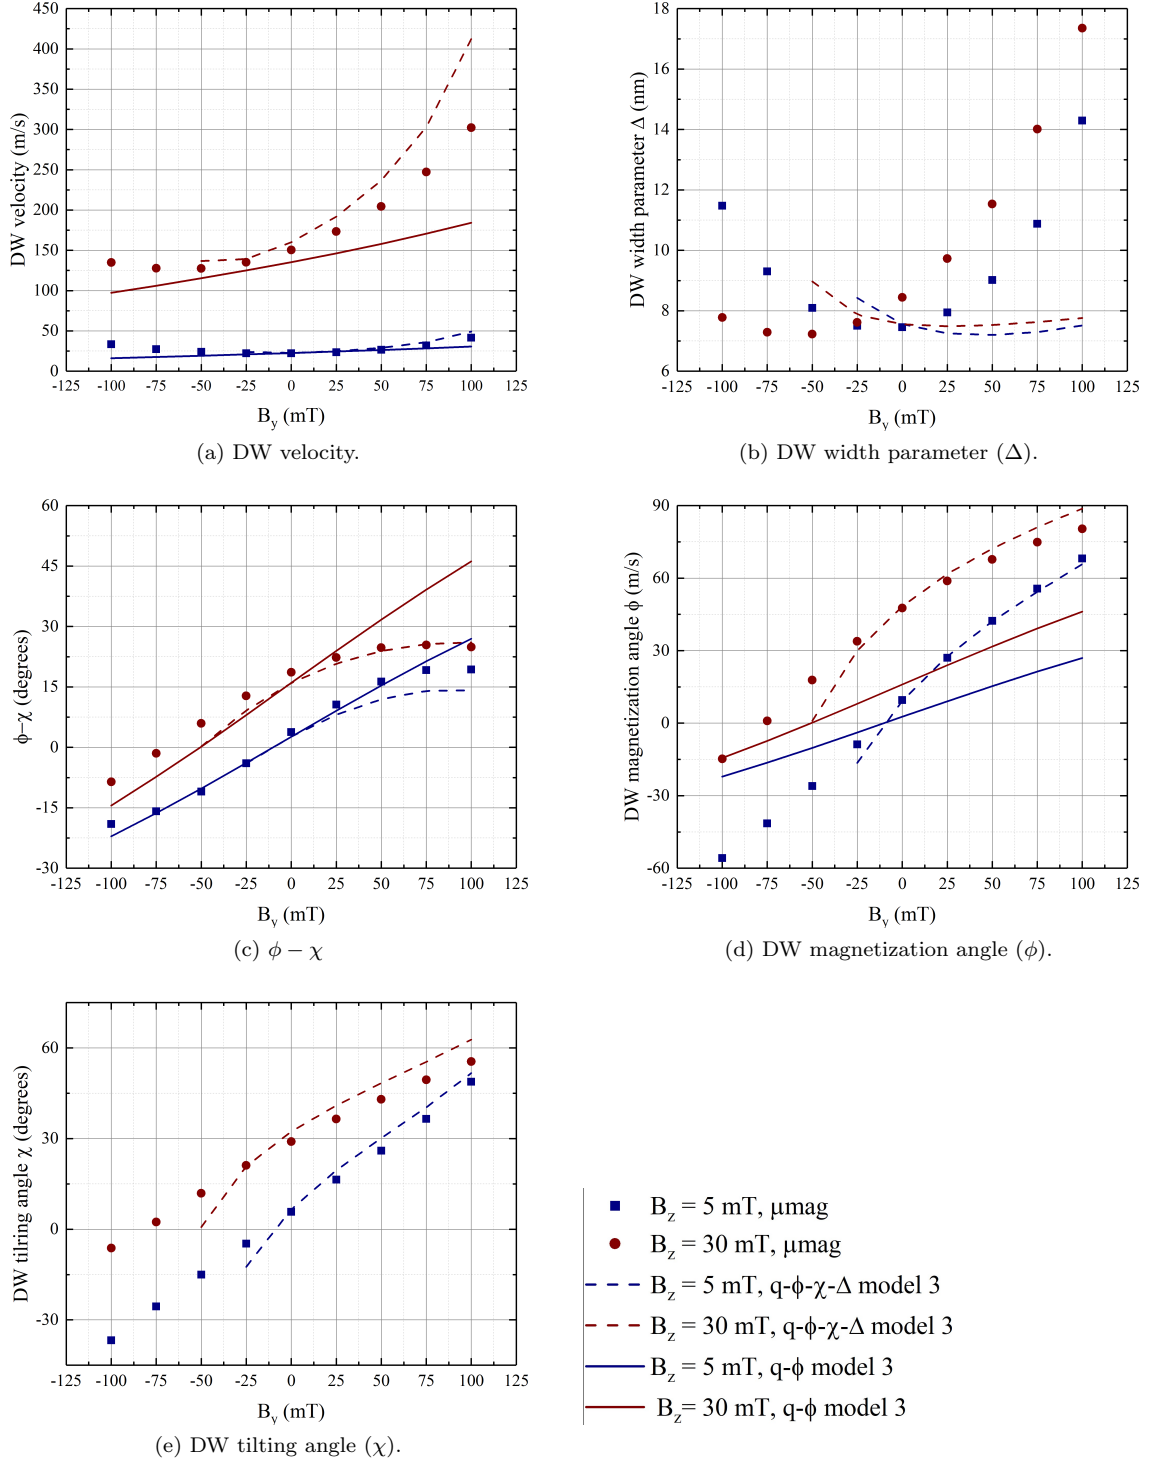 450
400
350
300
250
200
150
100
50
0
DW velocity (m/s)
-125 -100 -75 -50 -25 0 25 50 75 100 125
B_y (mT)
(a) DW velocity.
18
16
14
12
10
8
6
DW width parameter Δ (nm)
-125 -100 -75 -50 -25 0 25 50 75 100 125
B_y (mT)
(b) DW width parameter (Δ).
60
45
30
15
0
-15
-30
ϕ−χ (degrees)
-125 -100 -75 -50 -25 0 25 50 75 100 125
B_y (mT)
(c) ϕ − χ
90
60
30
0
-30
-60
DW magnetization angle ϕ (m/s)
-125 -100 -75 -50 -25 0 25 50 75 100 125
B_y (mT)
(d) DW magnetization angle (ϕ).
60
30
0
-30
DW tilring angle χ (degrees)
-125 -100 -75 -50 -25 0 25 50 75 100 125
B_y (mT)
(e) DW tilting angle (χ).
B_z = 5 mT, μmag
B_z = 30 mT, μmag
B_z = 5 mT, q-ϕ-χ-Δ model 3
B_z = 30 mT, q-ϕ-χ-Δ model 3
B_z = 5 mT, q-ϕ model 3
B_z= 30 mT, q-ϕ model 3